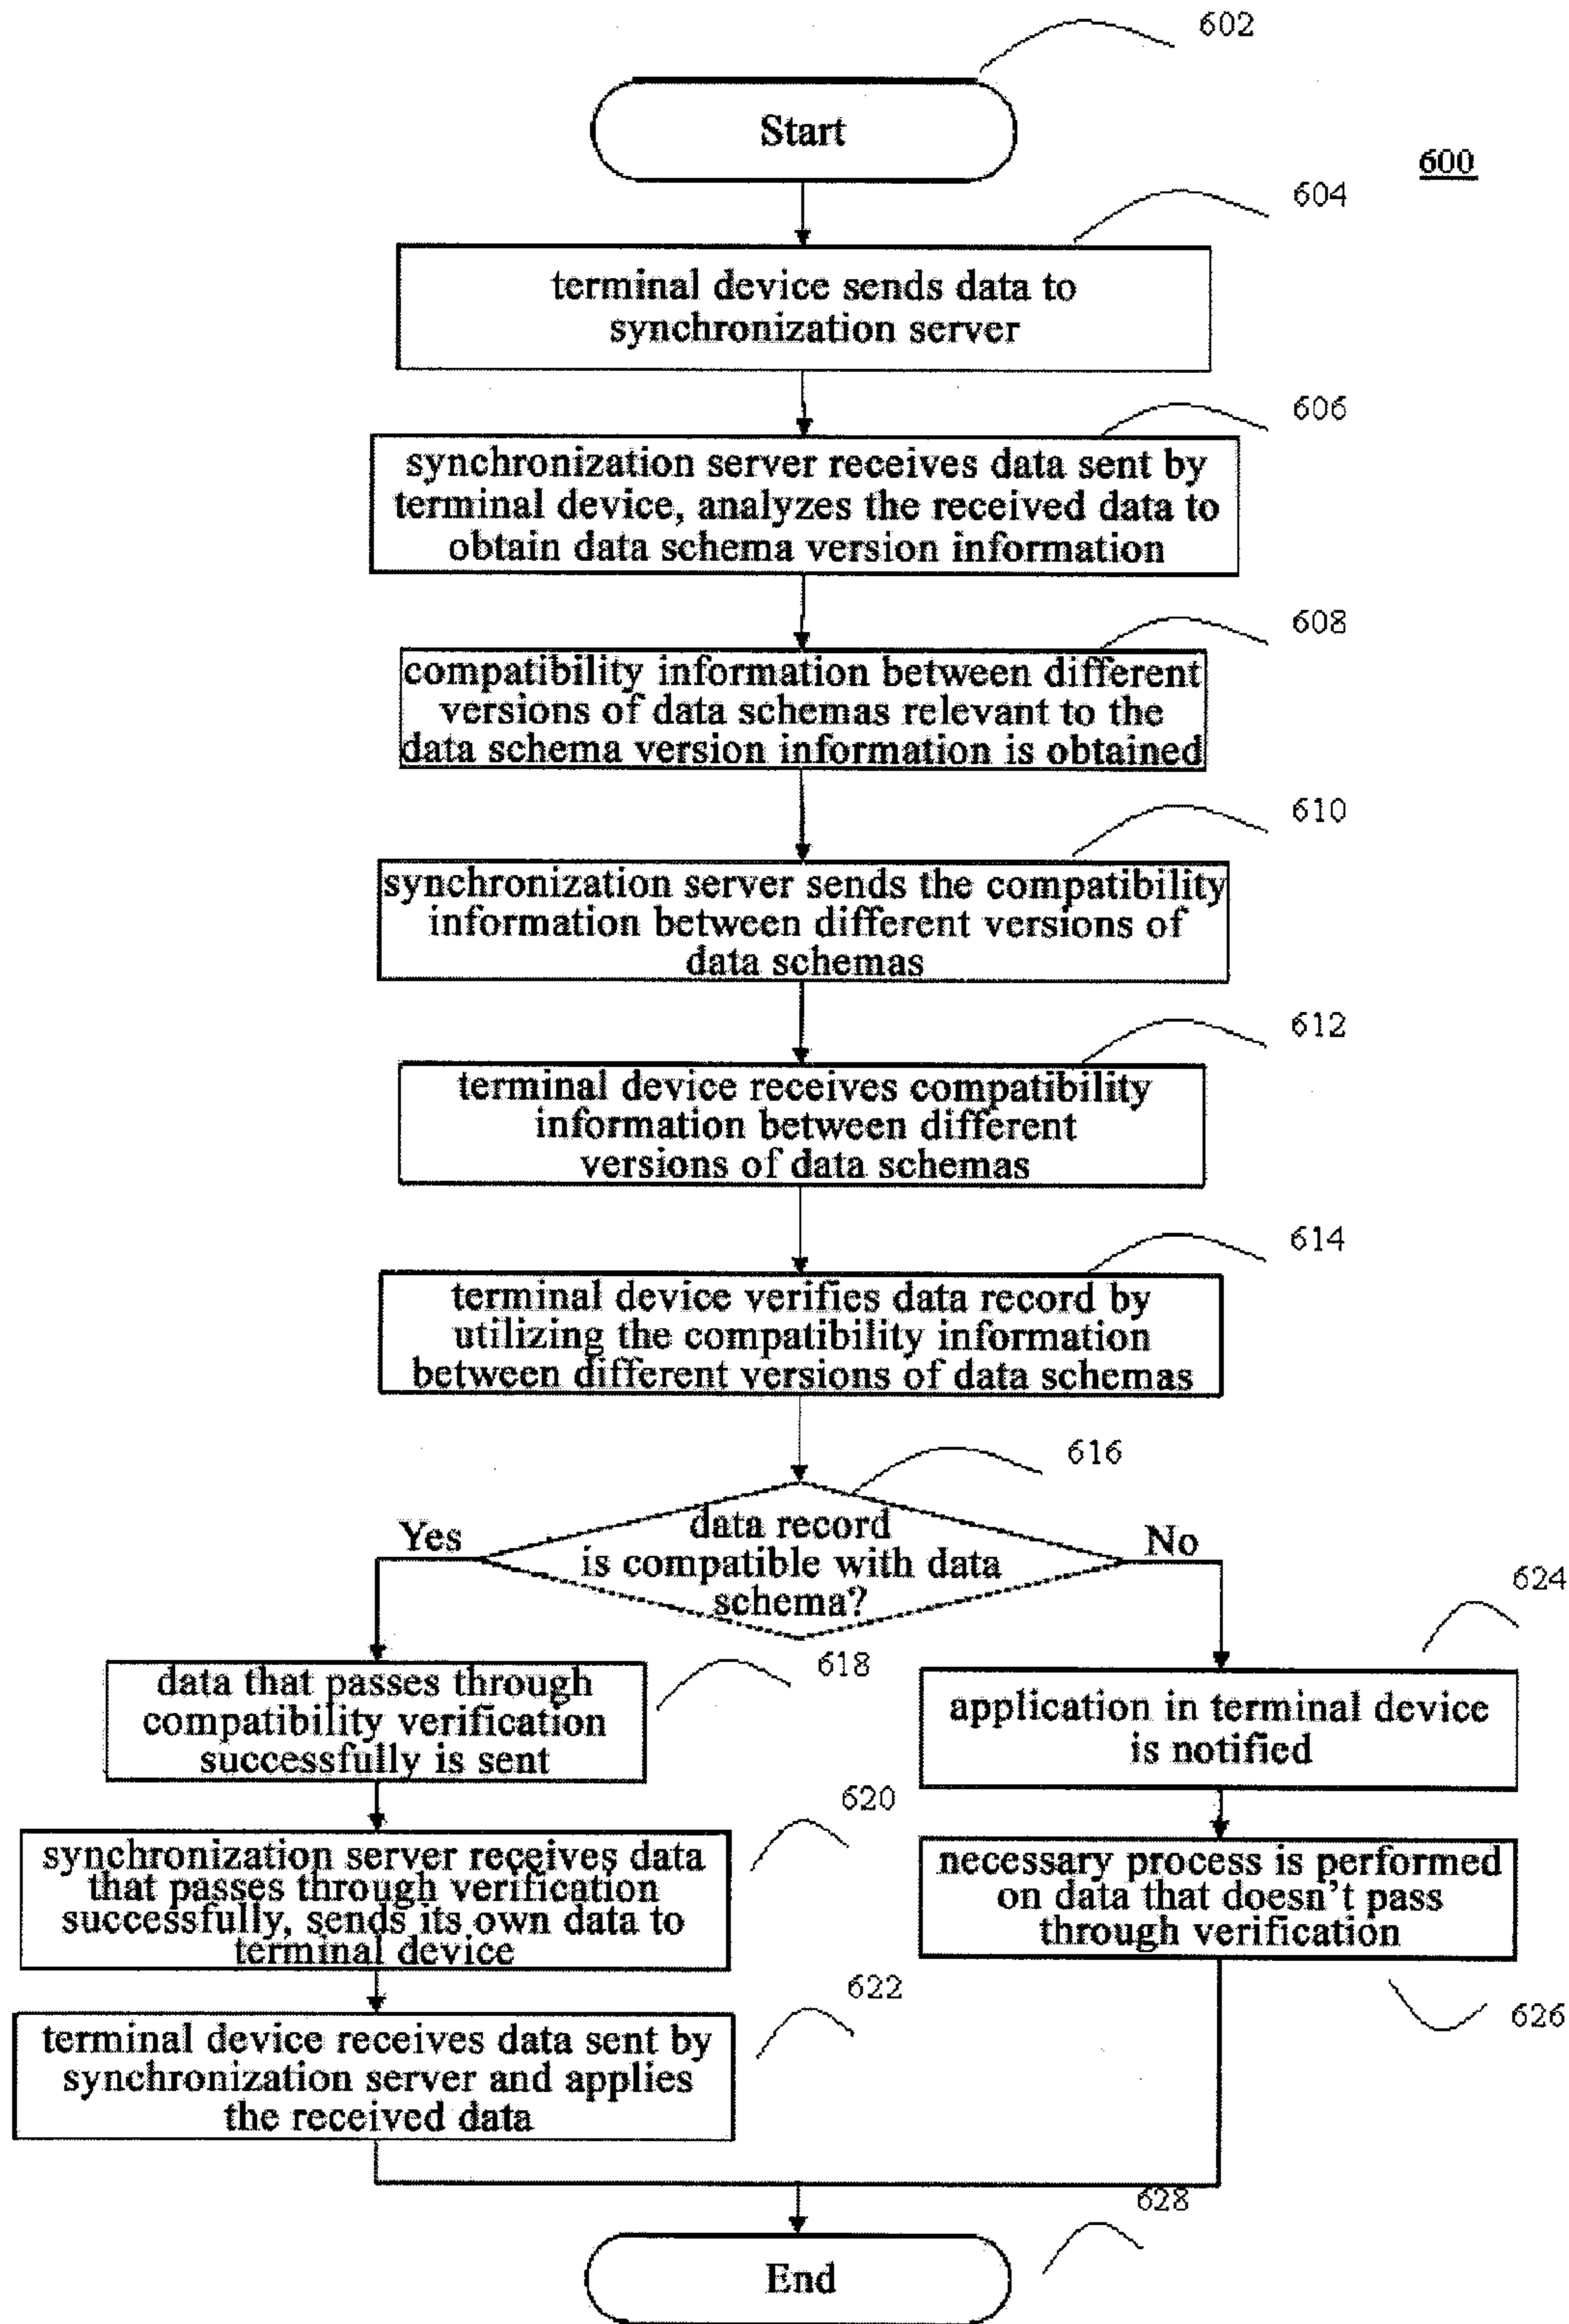 602
Start
600
604
terminal device sends data to
synchronization server
606
synchronization server receives data sent by
terminal device, analyzes the received data to
obtain data schema version information
608
compatibility information between different
versions of data schemas relevant to the
data schema version information is obtained
610
synchronization server sends the compatibility
information between different versions of
data schemas
612
terminal device receives compatibility
information between different
versions of data schemas
614
terminal device verifies data record by
utilizing the compatibility information
between different versions of data schemas
616
Yes
data record
is compatible with data
schema?
No
624
618
data that passes through
compatibility verification
successfully is sent
application in terminal device
is notified
620
synchronization server receives data
that passes through verification
successfully, sends its own data to
terminal device
necessary process is performed
on data that doesn't pass
through verification
622
626
terminal device receives data sent by
synchronization server and applies
the received data
628
End